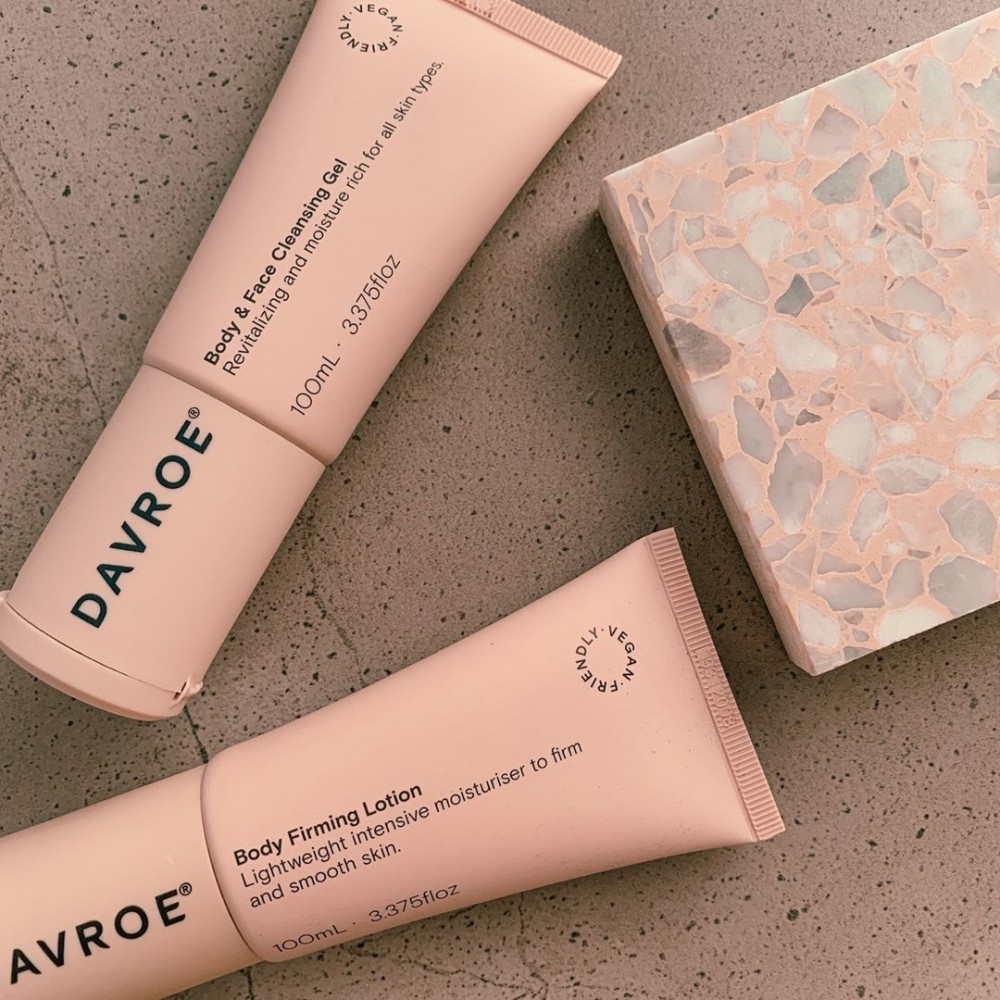 VEGAN · FRIENDLY ·
Body & Face Cleansing Gel
Revitalizing and moisture rich for all skin types.
100mL · 3.375floz
DAVROE®
VEGAN · FRIENDLY ·
Body Firming Lotion
Lightweight intensive moisturiser to firm
and smooth skin.
100mL · 3.375floz
AVROE®